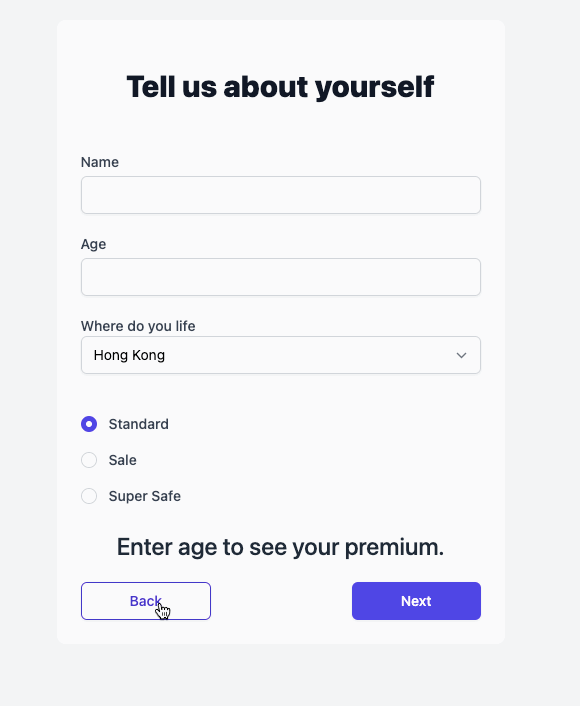 Tell us about yourself
Name
Age
Where do you life
Hong Kong
Standard
Sale
Super Safe
Enter age to see your premium.
Back
Next